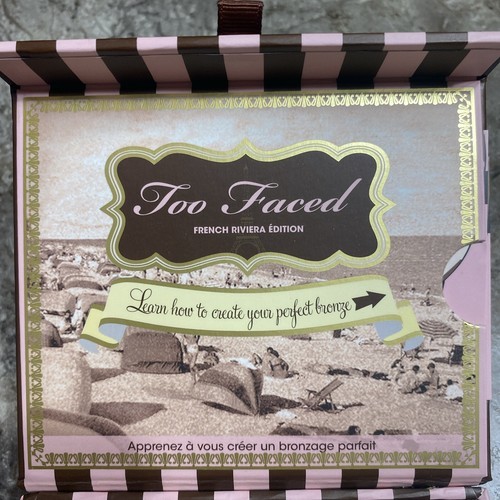 Too Faced
FRENCH RIVIERA ÉDITION
Learn how to create your perfect bronze
Apprenez à vous créer un bronzage parfait